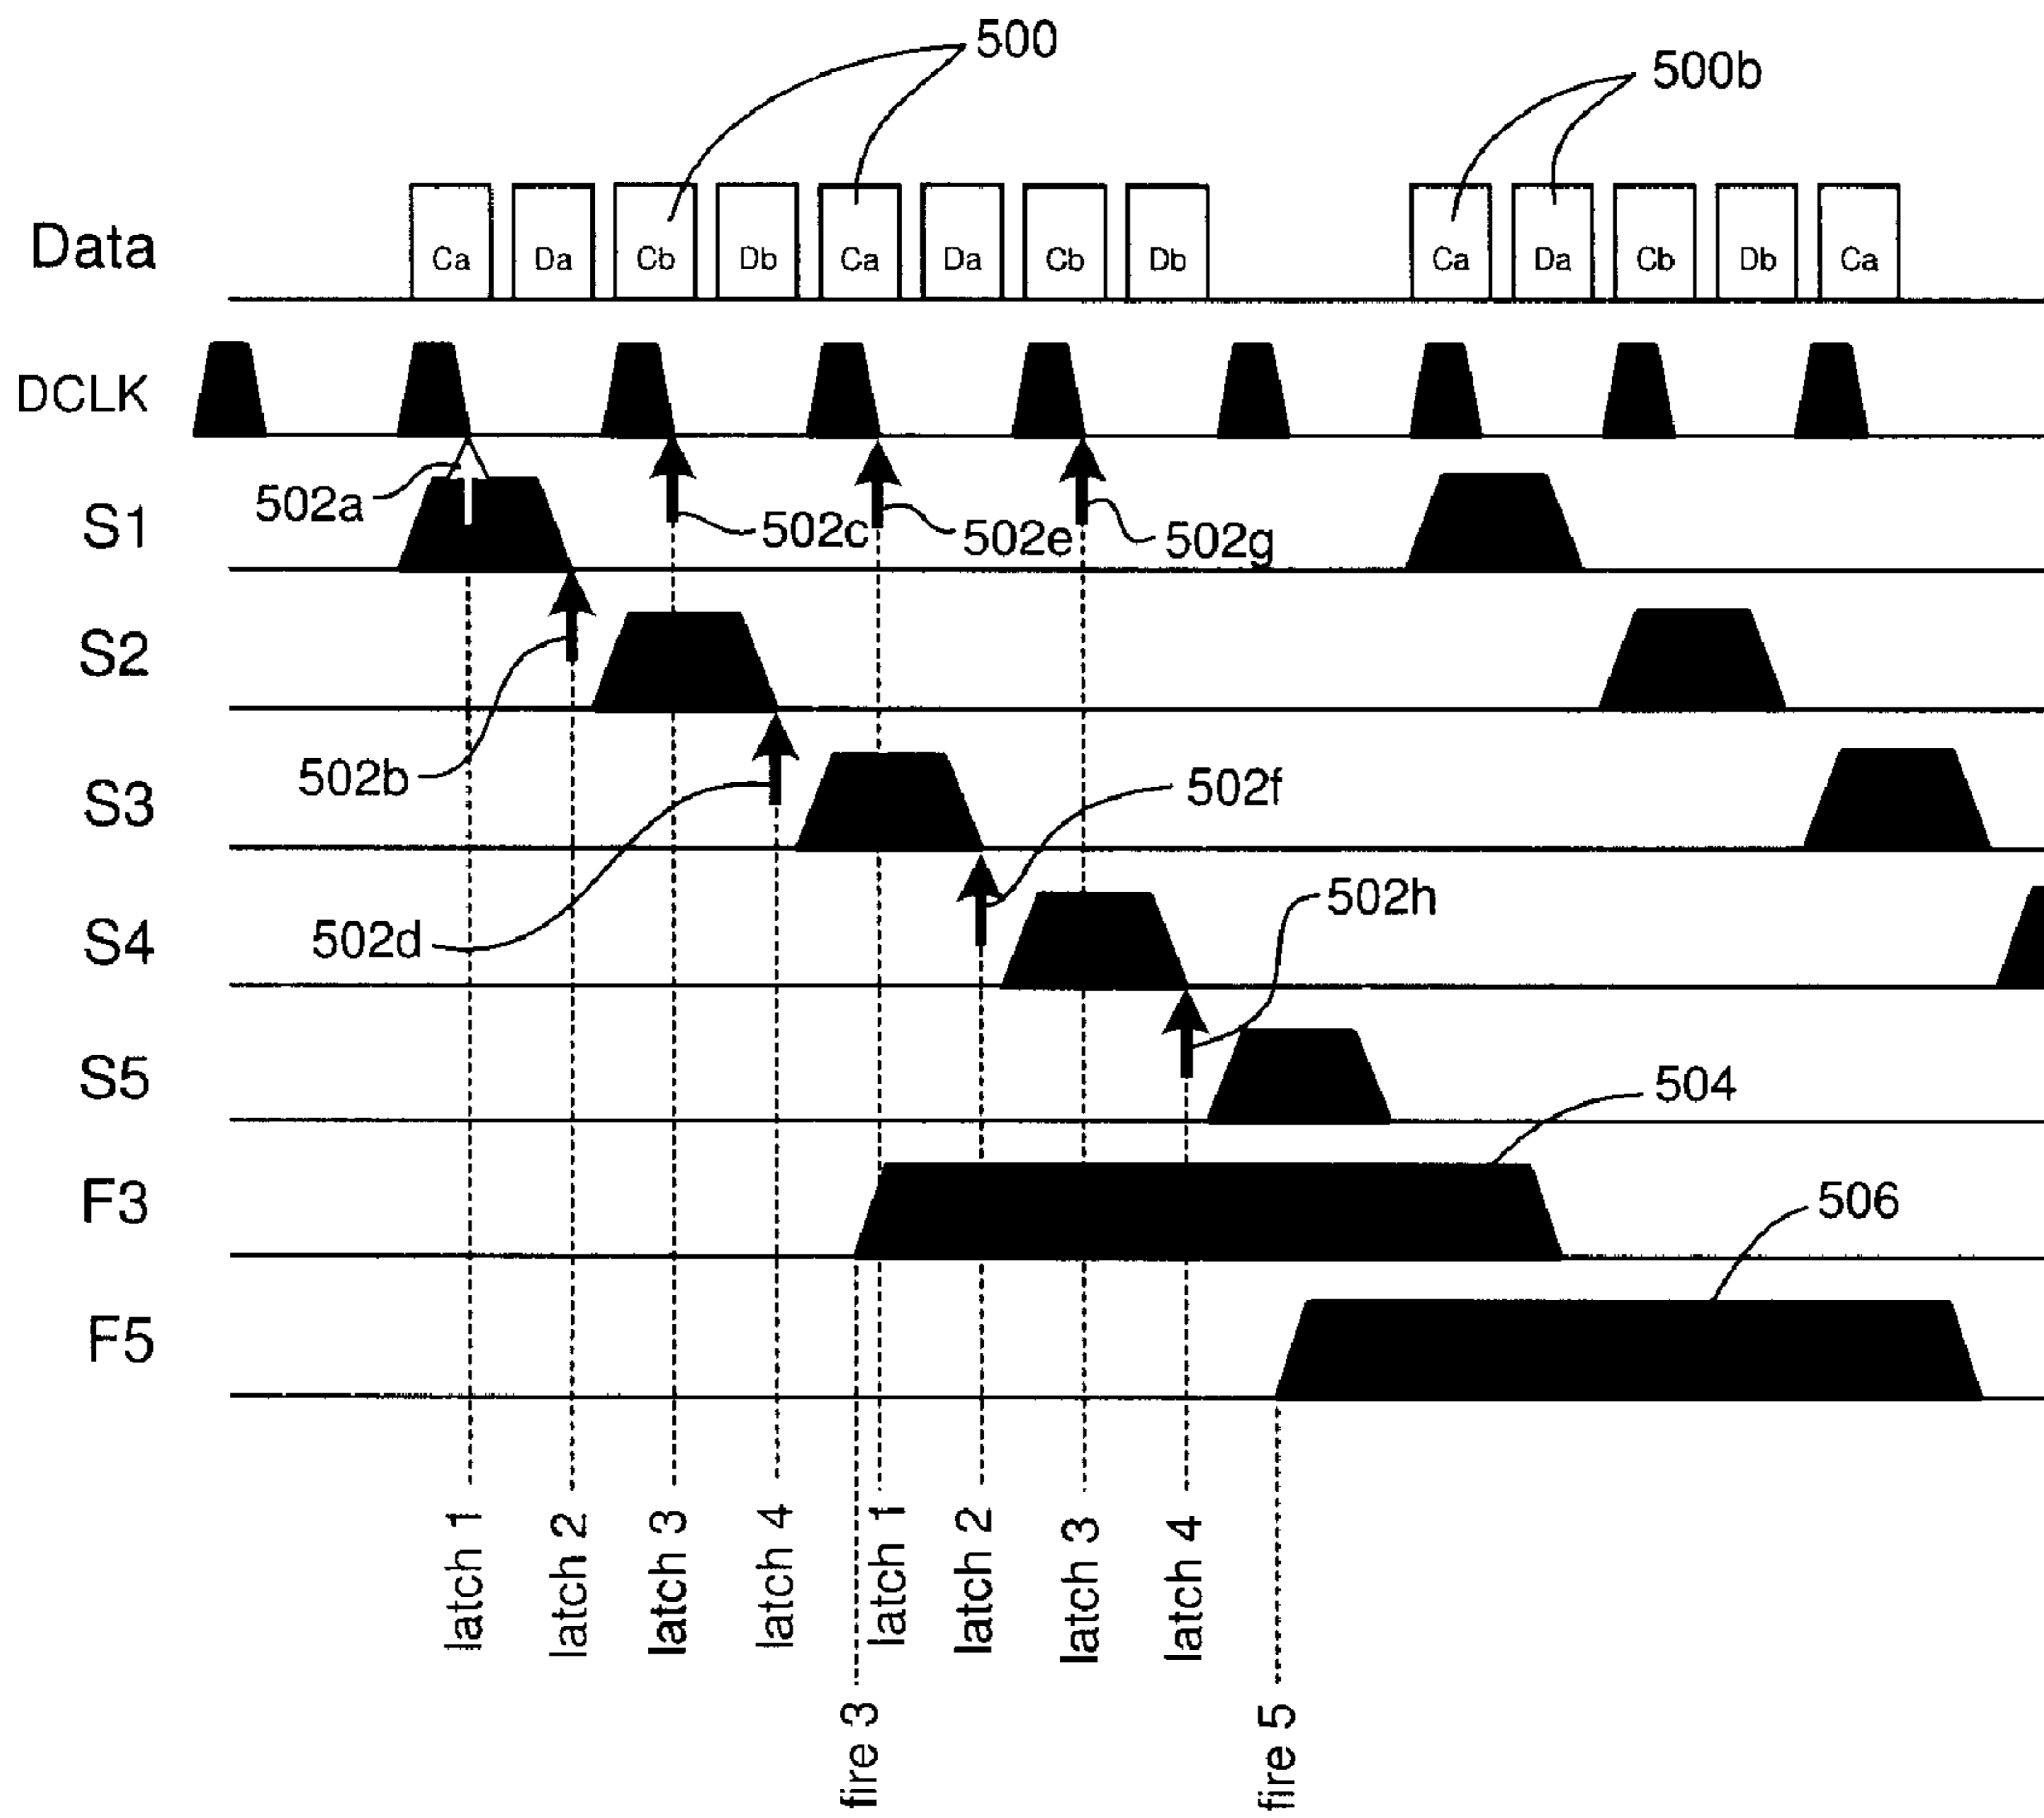 500
500b
Data
Ca Da Cb Db Ca Da Cb Db Ca Da Cb Db Ca
DCLK
502a
502c
502e
502g
S1
S2
502b
502f
S3
502h
502d
S4
S5
504
F3
506
F5
latch 1
latch 2
latch 3
latch 4
latch 1
latch 2
latch 3
latch 4
fire 3
fire 5